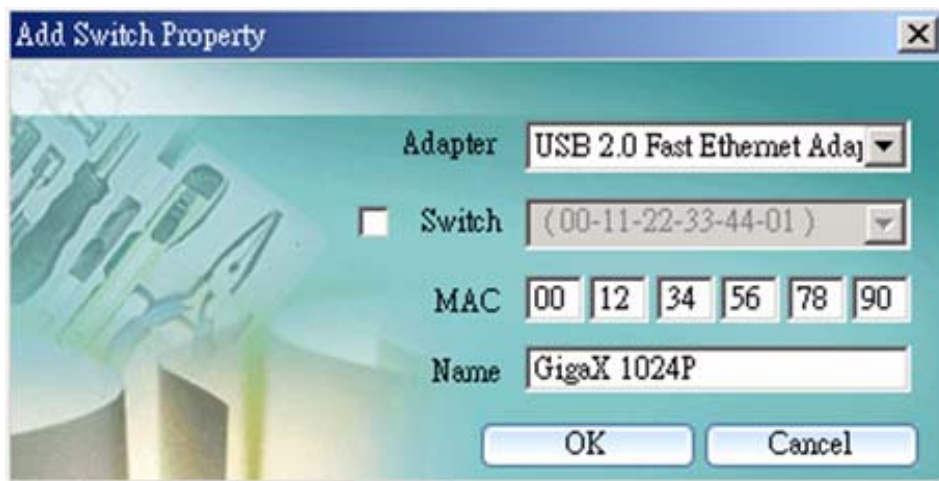 Add Switch Property
Adapter USB 2.0 Fast Ethernet Adap
Switch (00-11-22-33-44-01)
MAC 00 12 34 56 78 90
Name GigaX 1024P
OK Cancel